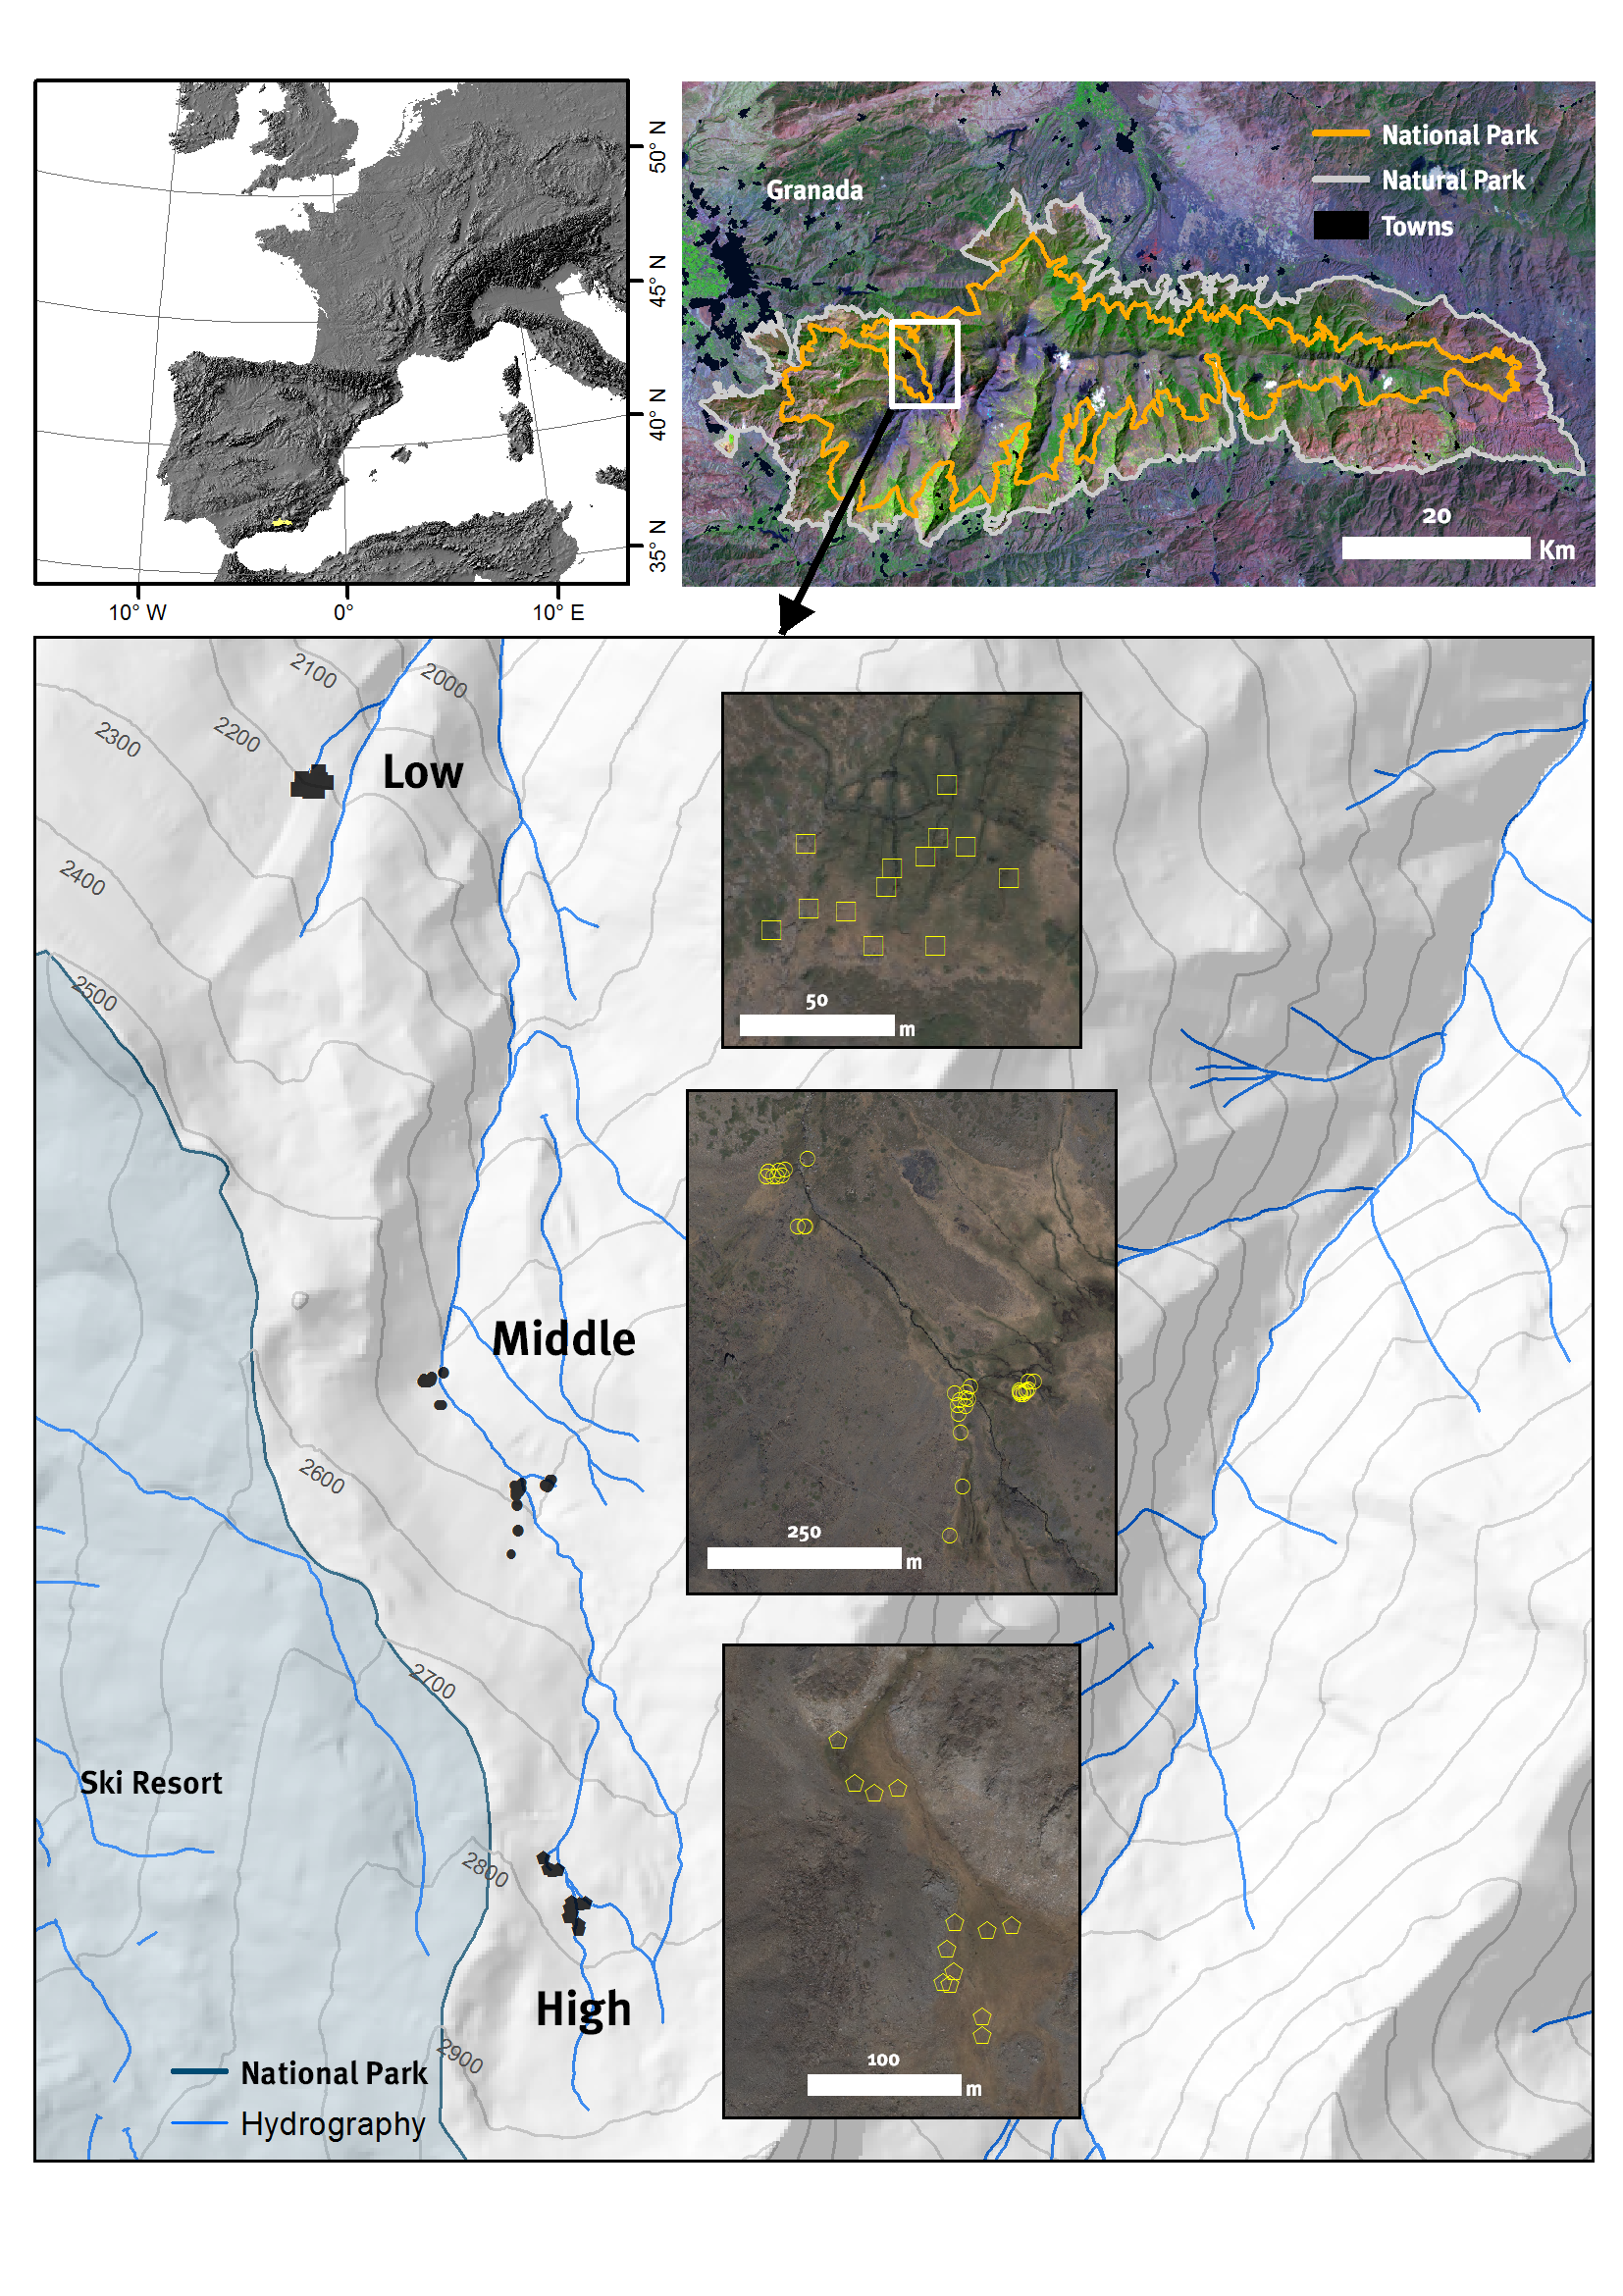 50° N
45° N
40° N
35° N
10° W
0°
10° E
Granada
National Park
Natural Park
Towns
20
Km
2100
2000
2200
2300
Low
2400
2500
50
m
Middle
2600
250
m
2700
Ski Resort
2800
High
2900
100
m
National Park
Hydrography